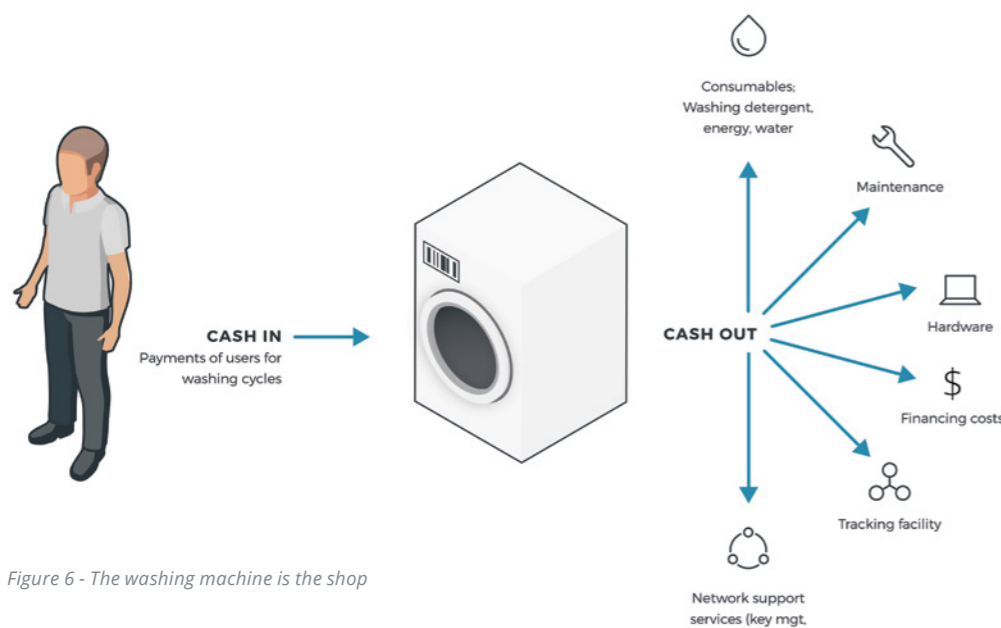 Consumables;
Washing detergent,
energy, water
Maintenance
CASH IN
Payments of users for
washing cycles
CASH OUT
Hardware
$
Financing costs
Tracking facility
Figure 6 - The washing machine is the shop
Network support
services (key mgt,